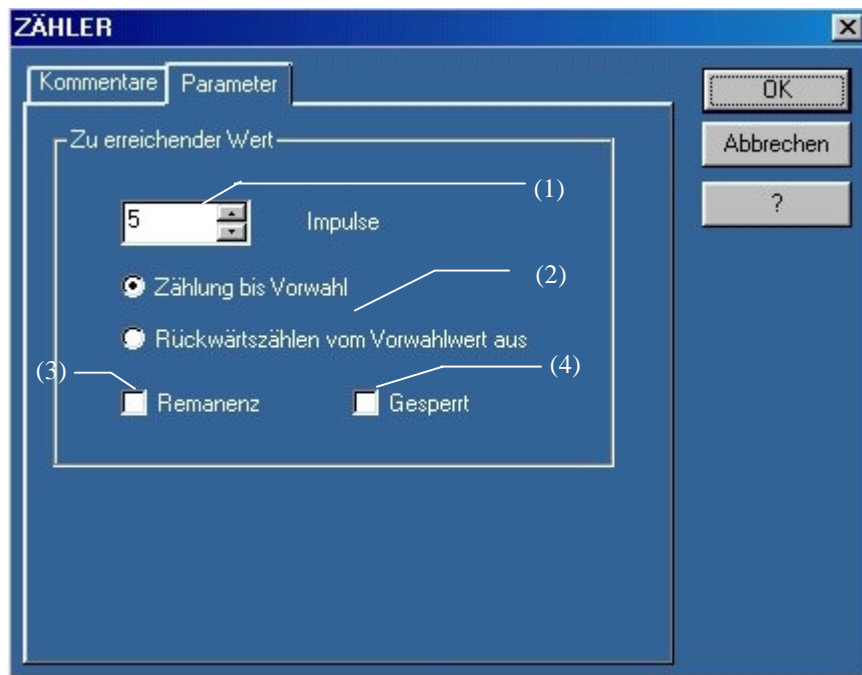 ZÄHLER
Kommentare
Parameter
OK
Abbrechen
?
Zu erreichender Wert
(1)
5
Impulse
(2)
Zählung bis Vorwahl
Rückwärtszählen vom Vorwahlwert aus
(3)
(4)
Remanenz
Gesperrt